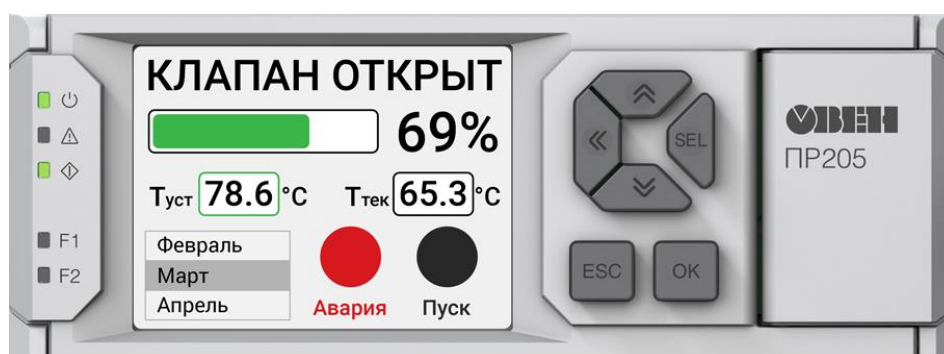 КЛАПАН ОТКРЫТ
69%
Туст 78.6 °C Ттек 65.3 °C
Февраль
Март
Апрель
Авария Пуск
F1
F2
SEL
ESC OK
ОВЕН
ПР205